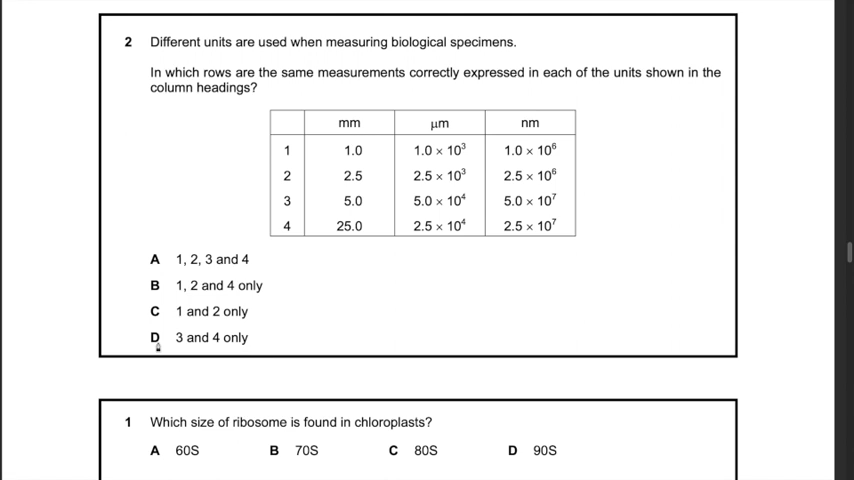 2 Different units are used when measuring biological specimens.
In which rows are the same measurements correctly expressed in each of the units shown in the
column headings?
mm µm nm
1 1.0 1.0 × 10³ 1.0 × 10⁶
2 2.5 2.5 × 10³ 2.5 × 10⁶
3 5.0 5.0 × 10⁴ 5.0 × 10⁷
4 25.0 2.5 × 10⁴ 2.5 × 10⁷
A 1, 2, 3 and 4
B 1, 2 and 4 only
C 1 and 2 only
D 3 and 4 only
1 Which size of ribosome is found in chloroplasts?
A 60S B 70S C 80S D 90S